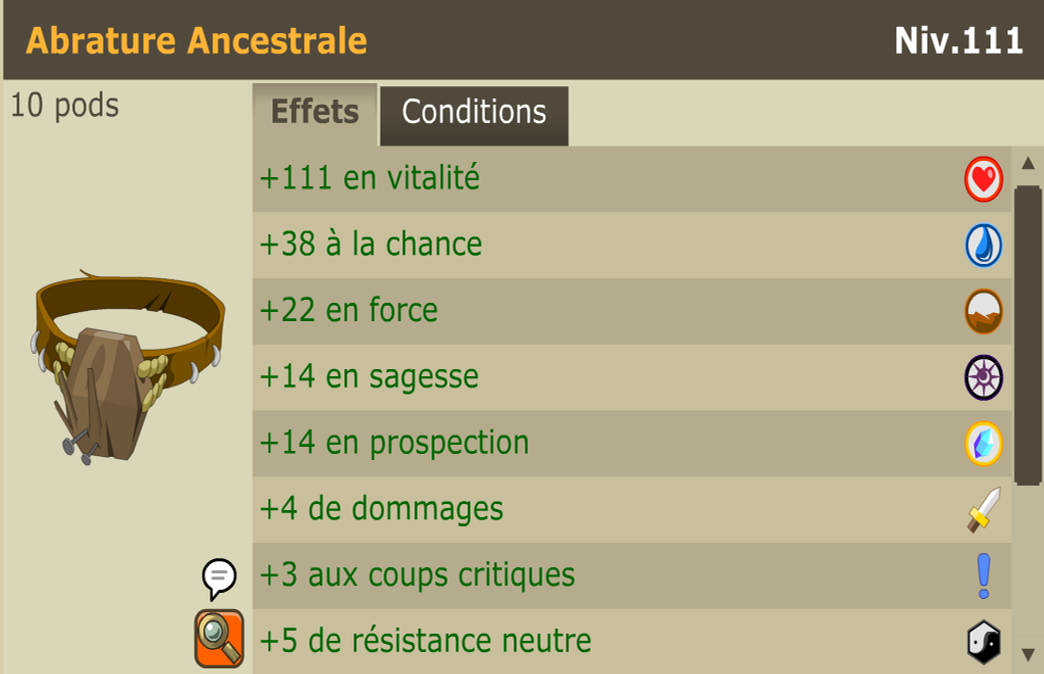 Abrature Ancestrale
Niv.111
10 pods
Effets
Conditions
+111 en vitalité
+38 à la chance
+22 en force
+14 en sagesse
+14 en prospection
+4 de dommages
+3 aux coups critiques
+5 de résistance neutre